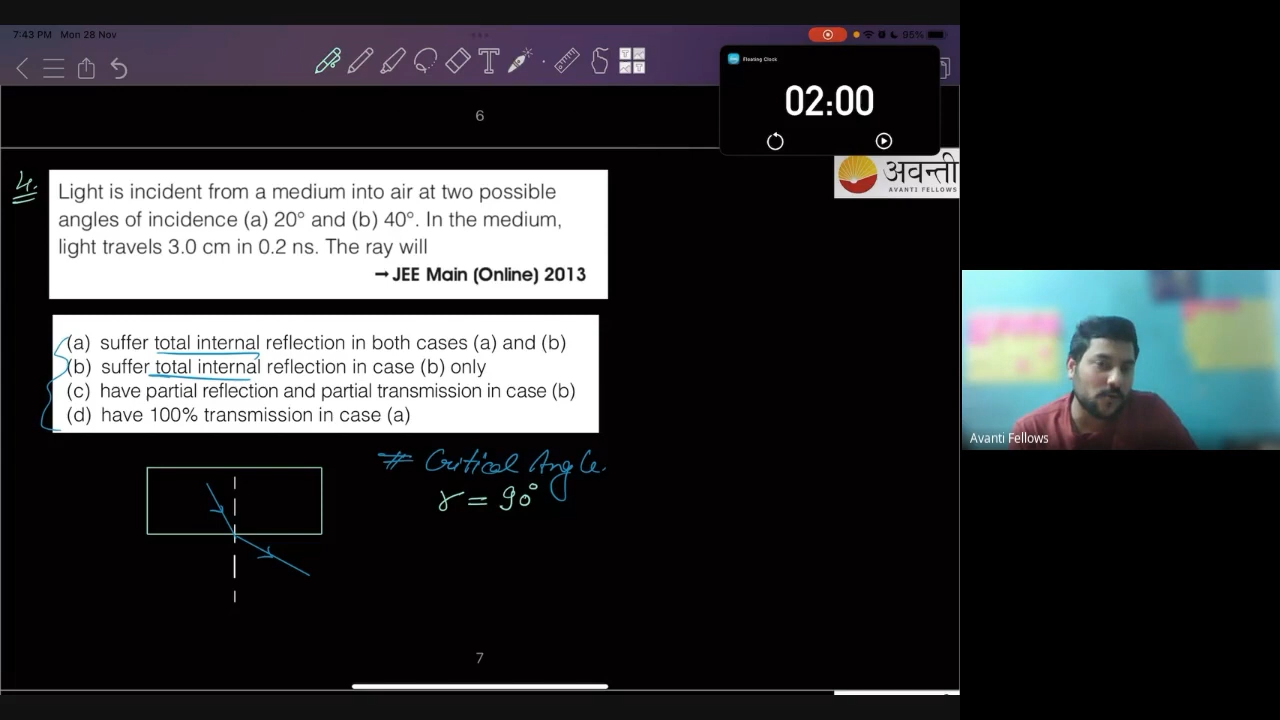 7:43 PM Mon 28 Nov
95%
Floating Clock
02:00
6
अवन्ती
AVANTI FELLOWS
4.
Light is incident from a medium into air at two possible
angles of incidence (a) 20° and (b) 40°. In the medium,
light travels 3.0 cm in 0.2 ns. The ray will
→ JEE Main (Online) 2013
(a) suffer total internal reflection in both cases (a) and (b)
(b) suffer total internal reflection in case (b) only
(c) have partial reflection and partial transmission in case (b)
(d) have 100% transmission in case (a)
# Critical Angle.
r = 90°
Avanti Fellows
7